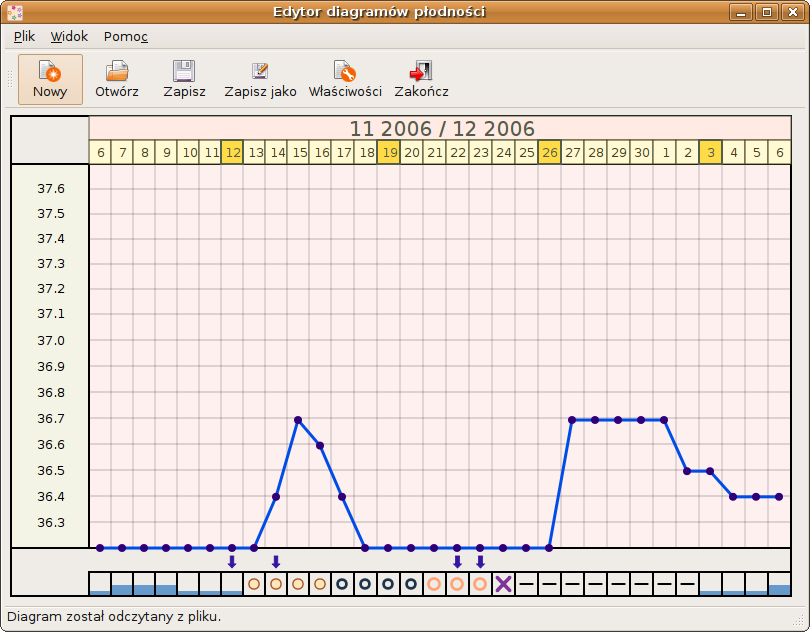 Edytor diagramów płodności
Plik Widok Pomoc
Nowy Otwórz Zapisz Zapisz jako Właściwości Zakończ
11 2006 / 12 2006
6 7 8 9 10 11 12 13 14 15 16 17 18 19 20 21 22 23 24 25 26 27 28 29 30 1 2 3 4 5 6
37.6
37.5
37.4
37.3
37.2
37.1
37.0
36.9
36.8
36.7
36.6
36.5
36.4
36.3
Diagram został odczytany z pliku.